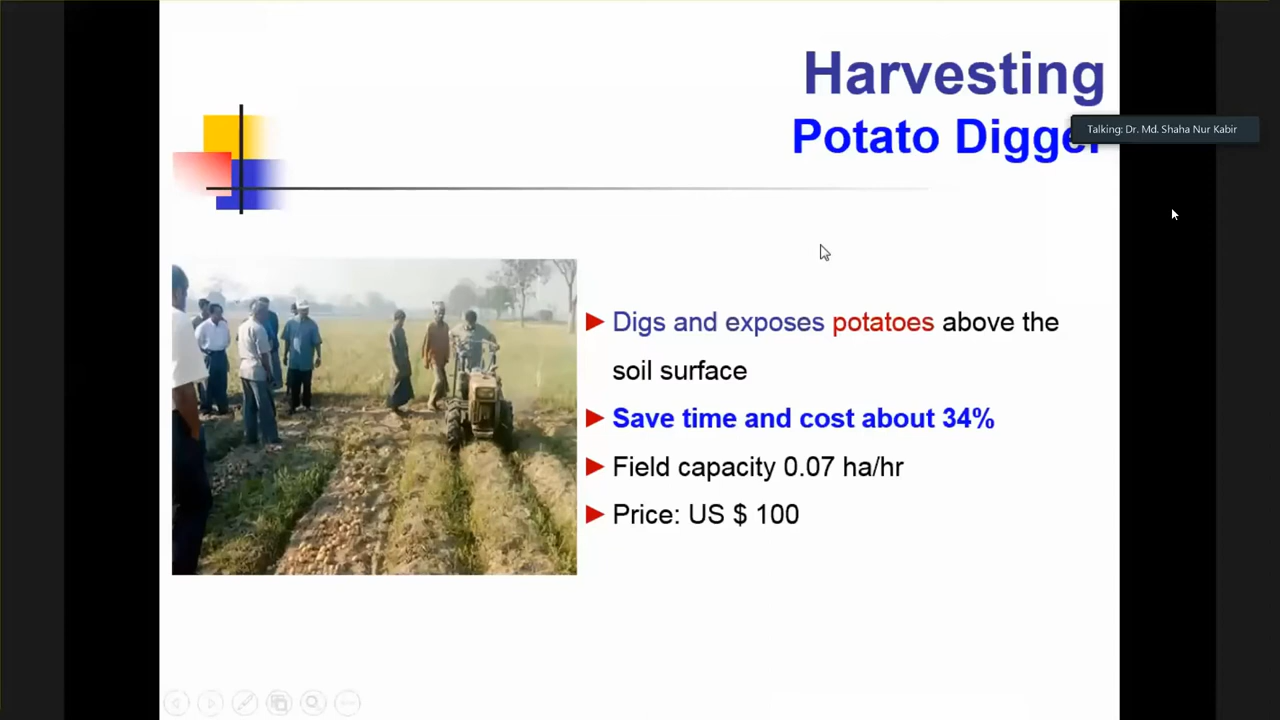 Harvesting
Potato Digger
Talking: Dr. Md. Shaha Nur Kabir
Digs and exposes potatoes above the
soil surface
Save time and cost about 34%
Field capacity 0.07 ha/hr
Price: US $ 100